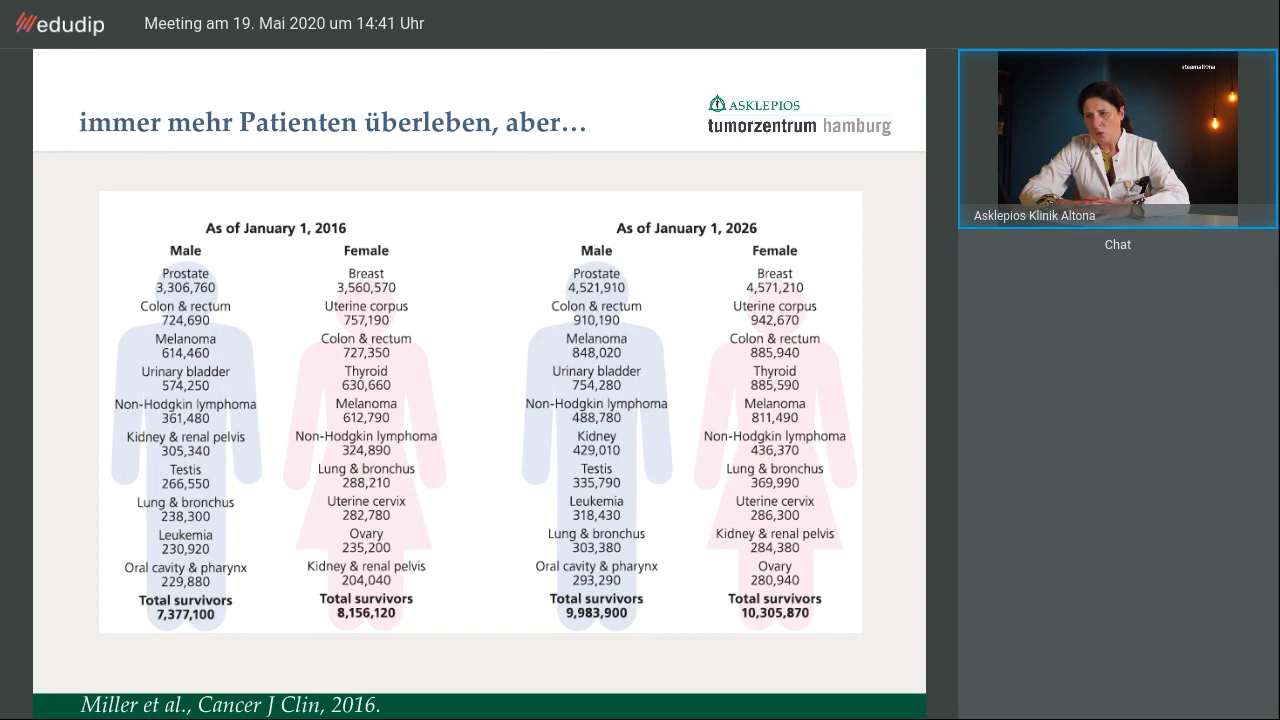 edudip
Meeting am 19. Mai 2020 um 14:41 Uhr
immer mehr Patienten überleben, aber…
ASKLEPIOS
tumorzentrum hamburg
As of January 1, 2016
Male
Prostate
3,306,760
Colon & rectum
724,690
Melanoma
614,460
Urinary bladder
574,250
Non-Hodgkin lymphoma
361,480
Kidney & renal pelvis
305,340
Testis
266,550
Lung & bronchus
238,300
Leukemia
230,920
Oral cavity & pharynx
229,880
Total survivors
7,377,100
Female
Breast
3,560,570
Uterine corpus
757,190
Colon & rectum
727,350
Thyroid
630,660
Melanoma
612,790
Non-Hodgkin lymphoma
324,890
Lung & bronchus
288,210
Uterine cervix
282,780
Ovary
235,200
Kidney & renal pelvis
204,040
Total survivors
8,156,120
As of January 1, 2026
Male
Prostate
4,521,910
Colon & rectum
910,190
Melanoma
848,020
Urinary bladder
754,280
Non-Hodgkin lymphoma
488,780
Kidney
429,010
Testis
335,790
Leukemia
318,430
Lung & bronchus
303,380
Oral cavity & pharynx
293,290
Total survivors
9,983,900
Female
Breast
4,571,210
Uterine corpus
942,670
Colon & rectum
885,940
Thyroid
885,590
Melanoma
811,490
Non-Hodgkin lymphoma
436,370
Lung & bronchus
369,990
Uterine cervix
286,300
Kidney & renal pelvis
284,380
Ovary
280,940
Total survivors
10,305,870
Miller et al., Cancer J Clin, 2016.
#teamaltona
Asklepios Klinik Altona
Chat